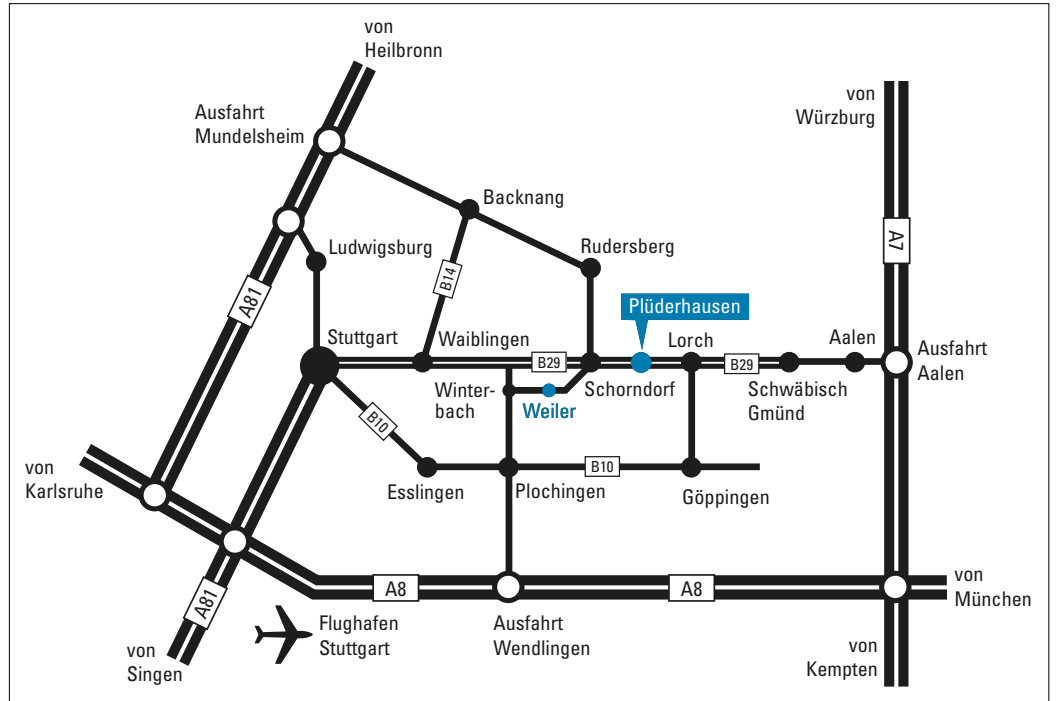 von
Heilbronn
Ausfahrt
Mundelsheim
von
Würzburg
Backnang
Ludwigsburg
Rudersberg
A7
B14
A81
Plüderhausen
Stuttgart
Waiblingen
B29
Lorch
B29
Aalen
Ausfahrt
Aalen
Winter-
bach
Weiler
Schorndorf
Schwäbisch
Gmünd
B10
von
Karlsruhe
Esslingen
Plochingen
B10
Göppingen
A81
A8
A8
von
München
Flughafen
Stuttgart
Ausfahrt
Wendlingen
von
Singen
von
Kempten